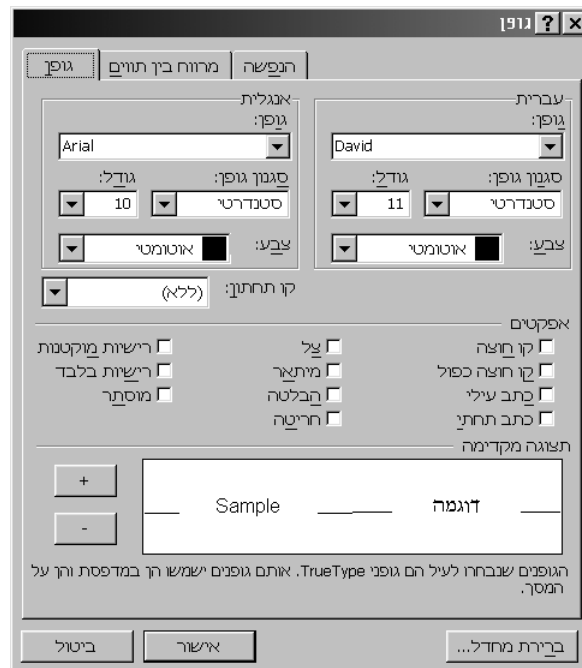 גופן
הנפשה מרווח בין תווים גופן
עברית
גופן:
David
סגנון גופן: גודל:
סטנדרטי 11
צבע: אוטומטי
אנגלית
גופן:
Arial
סגנון גופן: גודל:
סטנדרטי 10
צבע: אוטומטי
קו תחתון: (ללא)
אפקטים
קו חוצה צל רישיות מוקטנות
קו חוצה כפול מיתאר רישיות בלבד
כתב עילי הבלטה מוסתר
כתב תחתי חריטה
תצוגה מקדימה
דוגמה Sample
+
-
הגופנים שנבחרו לעיל הם גופני TrueType. אותם גופנים ישמשו הן במדפסת והן על
המסך.
ברירת מחדל... אישור ביטול